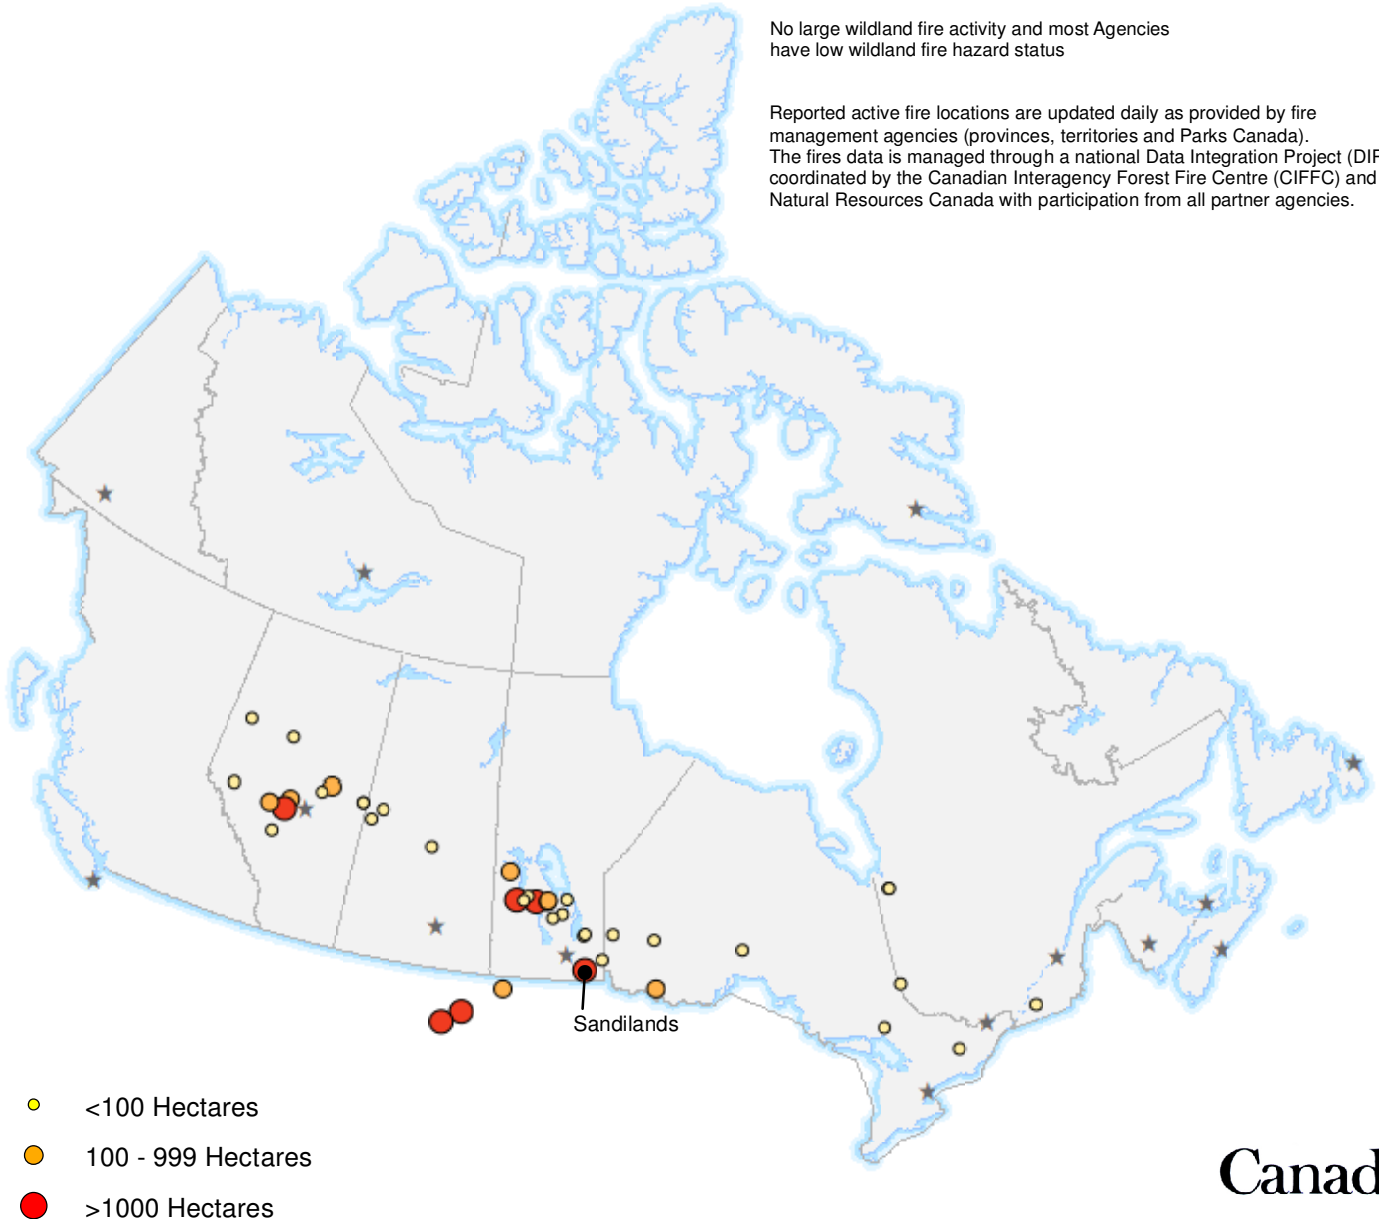 No large wildland fire activity and most Agencies
have low wildland fire hazard status
Reported active fire locations are updated daily as provided by fire
management agencies (provinces, territories and Parks Canada).
The fires data is managed through a national Data Integration Project (DIP
coordinated by the Canadian Interagency Forest Fire Centre (CIFFC) and
Natural Resources Canada with participation from all partner agencies.
Sandilands
<100 Hectares
100 - 999 Hectares
>1000 Hectares
Canad